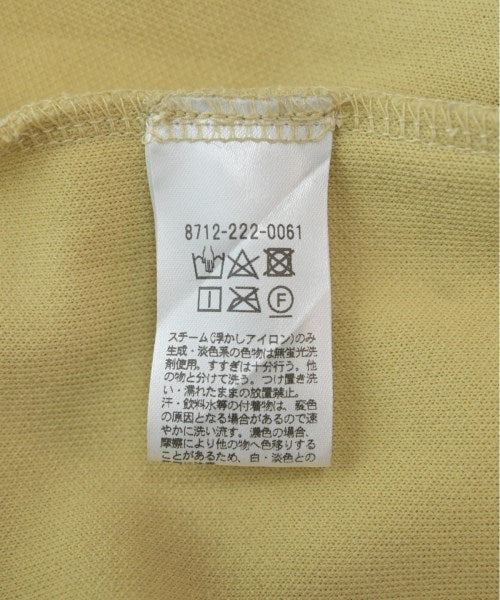 8712-222-0061
F
スチーム(浮かしアイロン)のみ
生成・淡色系の色物は無蛍光洗
剤使用。すすぎは十分行う。他
の物と分けて洗う。つけ置き洗
い・濡れたままの放置禁止。
汗・飲料水等の付着物は、変色
の原因となる場合があるので速
やかに洗い流す。濃色の場合、
摩擦により他の物へ色移りする
ことがあるため、白・淡色との